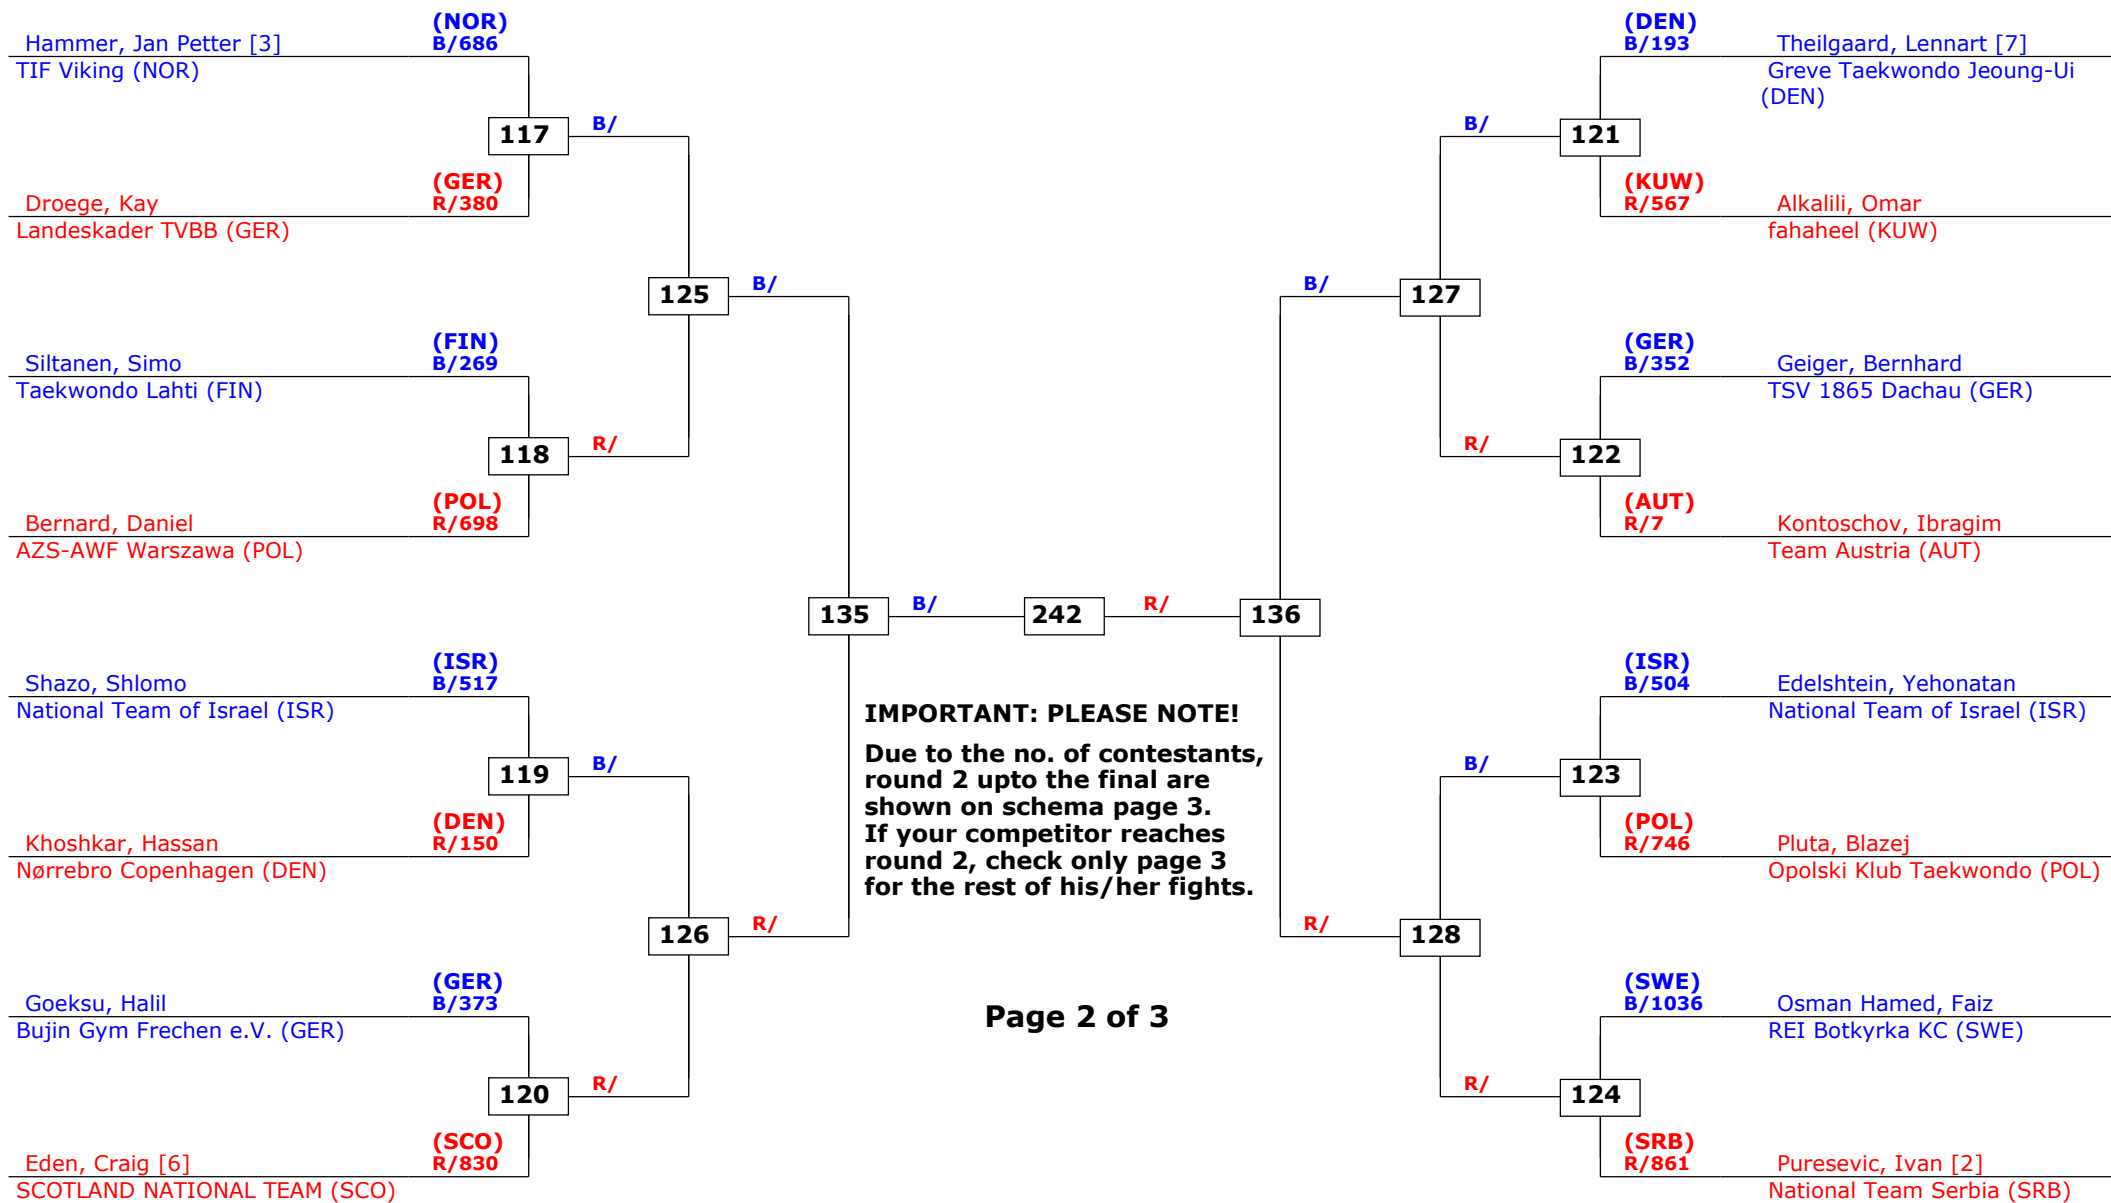 (NOR)
Hammer, Jan Petter [3] B/686
TIF Viking (NOR)
117 B/
(GER)
Droege, Kay R/380
Landeskader TVBB (GER)
125 B/
(FIN)
Siltanen, Simo B/269
Taekwondo Lahti (FIN)
118 R/
(POL)
Bernard, Daniel R/698
AZS-AWF Warszawa (POL)
135 B/ 242 R/ 136
(ISR)
Shazo, Shlomo B/517
National Team of Israel (ISR)
119 B/
(DEN)
Khoshkar, Hassan R/150
Nørrebro Copenhagen (DEN)
126 R/
(GER)
Goeksu, Halil B/373
Bujin Gym Frechen e.V. (GER)
120 R/
(SCO)
Eden, Craig [6] R/830
SCOTLAND NATIONAL TEAM (SCO)
IMPORTANT: PLEASE NOTE!
Due to the no. of contestants,
round 2 upto the final are
shown on schema page 3.
If your competitor reaches
round 2, check only page 3
for the rest of his/her fights.
Page 2 of 3
(DEN)
B/193 Theilgaard, Lennart [7]
Greve Taekwondo Jeoung-Ui
(DEN)
B/ 121
(KUW)
R/567 Alkalili, Omar
fahaheel (KUW)
B/ 127
(GER)
B/352 Geiger, Bernhard
TSV 1865 Dachau (GER)
R/ 122
(AUT)
R/7 Kontoschov, Ibragim
Team Austria (AUT)
(ISR)
B/504 Edelshtein, Yehonatan
National Team of Israel (ISR)
B/ 123
(POL)
R/746 Pluta, Blazej
Opolski Klub Taekwondo (POL)
R/ 128
(SWE)
B/1036 Osman Hamed, Faiz
REI Botkyrka KC (SWE)
R/ 124
(SRB)
R/861 Puresevic, Ivan [2]
National Team Serbia (SRB)